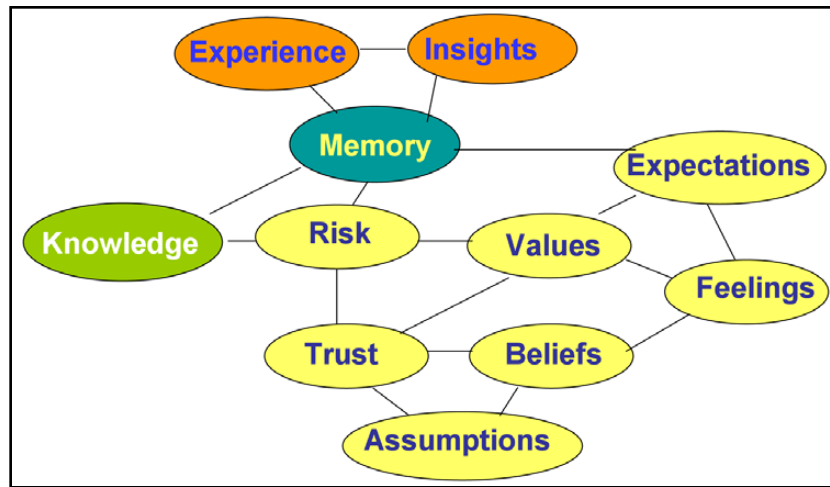 Experience
Insights
Memory
Expectations
Knowledge
Risk
Values
Feelings
Trust
Beliefs
Assumptions